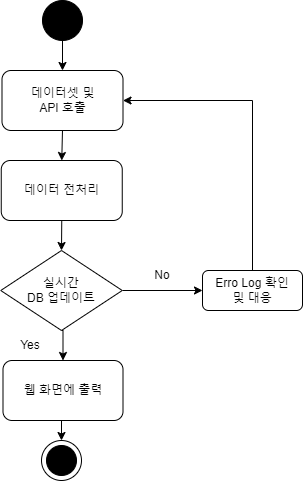 데이터셋 및
API 호출
데이터 전처리
실시간
DB 업데이트
No
Erro Log 확인
및 대응
Yes
웹 화면에 출력